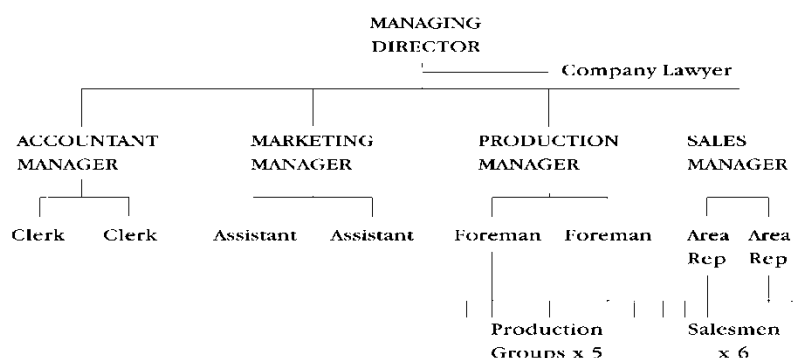 MANAGING
DIRECTOR
Company Lawyer
ACCOUNTANT MARKETING PRODUCTION SALES
MANAGER MANAGER MANAGER MANAGER
Clerk Clerk Assistant Assistant Foreman Foreman Area Area
Rep Rep
Production Salesmen
Groups x 5 x 6